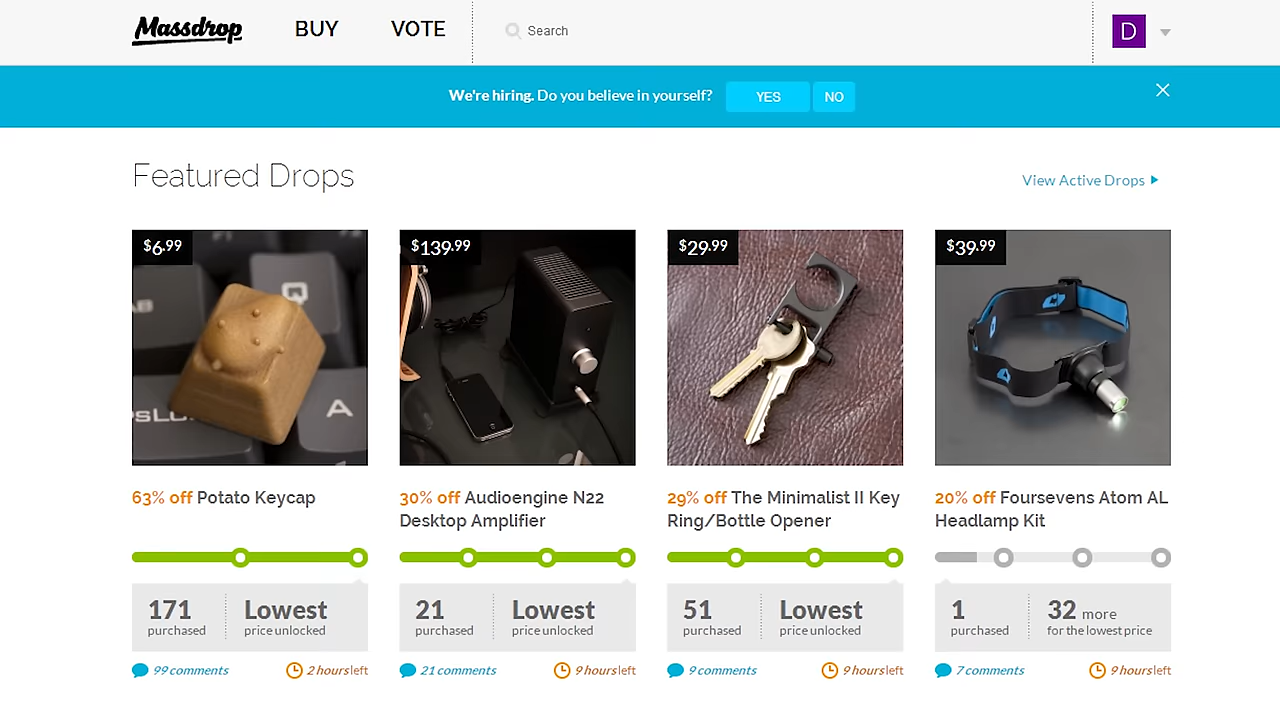 Massdrop BUY VOTE Search D
We're hiring. Do you believe in yourself? YES NO
Featured Drops
View Active Drops
$6.99
$139.99
$29.99
$39.99
Q
A
63% off Potato Keycap
30% off Audioengine N22
Desktop Amplifier
29% off The Minimalist II Key
Ring/Bottle Opener
20% off Foursevens Atom AL
Headlamp Kit
171 Lowest
purchased price unlocked
21 Lowest
purchased price unlocked
51 Lowest
purchased price unlocked
1 32 more
purchased for the lowest price
99 comments 2 hours left
21 comments 9 hours left
9 comments 9 hours left
7 comments 9 hours left